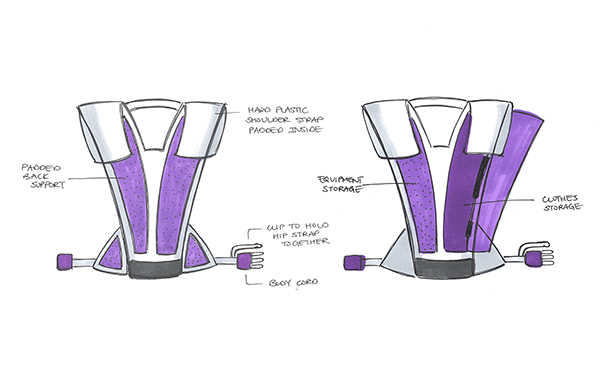 HARD PLASTIC
SHOULDER STRAP
PADDED INSIDE
PADDED
BACK
SUPPORT
CLIP TO HOLD
HIP STRAP
TOGETHER
BODY CORD
EQUIPMENT
STORAGE
CLOTHES
STORAGE